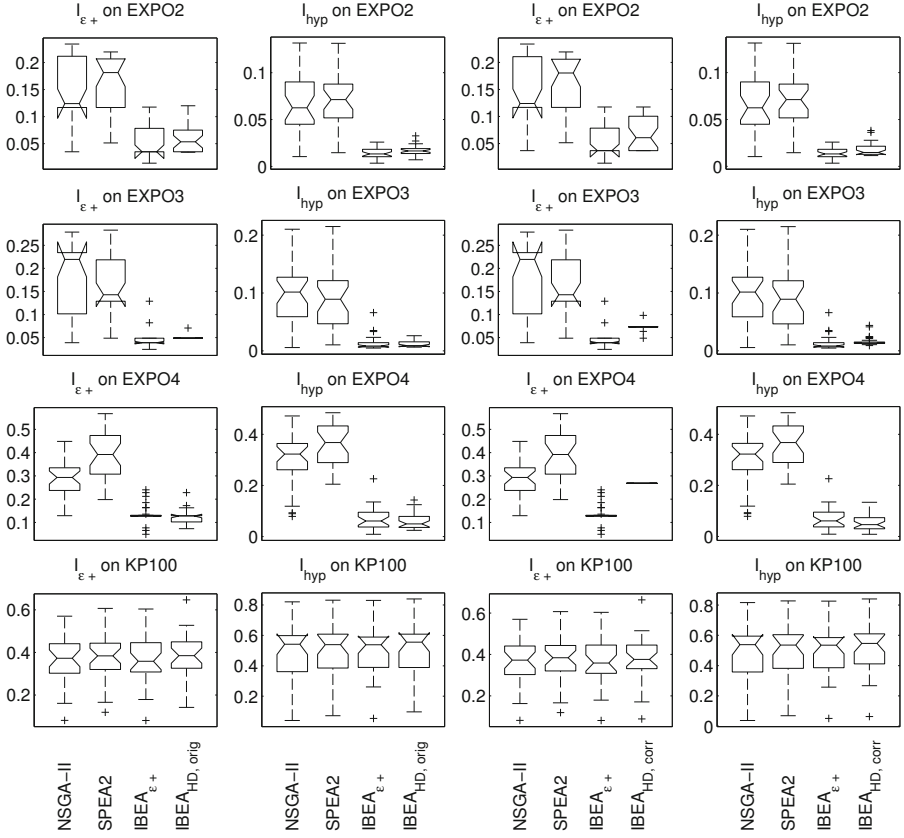 I ε + on EXPO2 I hyp on EXPO2 I ε + on EXPO2 I hyp on EXPO2
0.2 0.1 0.2 0.1
0.15 0.15
0.1 0.05 0.1 0.05
0.05 0.05
0 0
I ε + on EXPO3 I hyp on EXPO3 I ε + on EXPO3 I hyp on EXPO3
0.25 0.2 0.25 0.2
0.2 0.2
0.15 0.1 0.15 0.1
0.1 0.1
0.05 0 0.05 0
I ε + on EXPO4 I hyp on EXPO4 I ε + on EXPO4 I hyp on EXPO4
0.5 0.4 0.5 0.4
0.4 0.4
0.3 0.2 0.3 0.2
0.2 0.2
0.1 0 0.1 0
I ε + on KP100 I hyp on KP100 I ε + on KP100 I hyp on KP100
0.6 0.8 0.6 0.8
0.6 0.6
0.4 0.4 0.4 0.4
0.2 0.2 0.2 0.2
0 0
NSGA−II SPEA2 IBEA ε + IBEA HD, orig NSGA−II SPEA2 IBEA ε + IBEA HD, orig NSGA−II SPEA2 IBEA ε + IBEA HD, corr NSGA−II SPEA2 IBEA ε + IBEA HD, corr